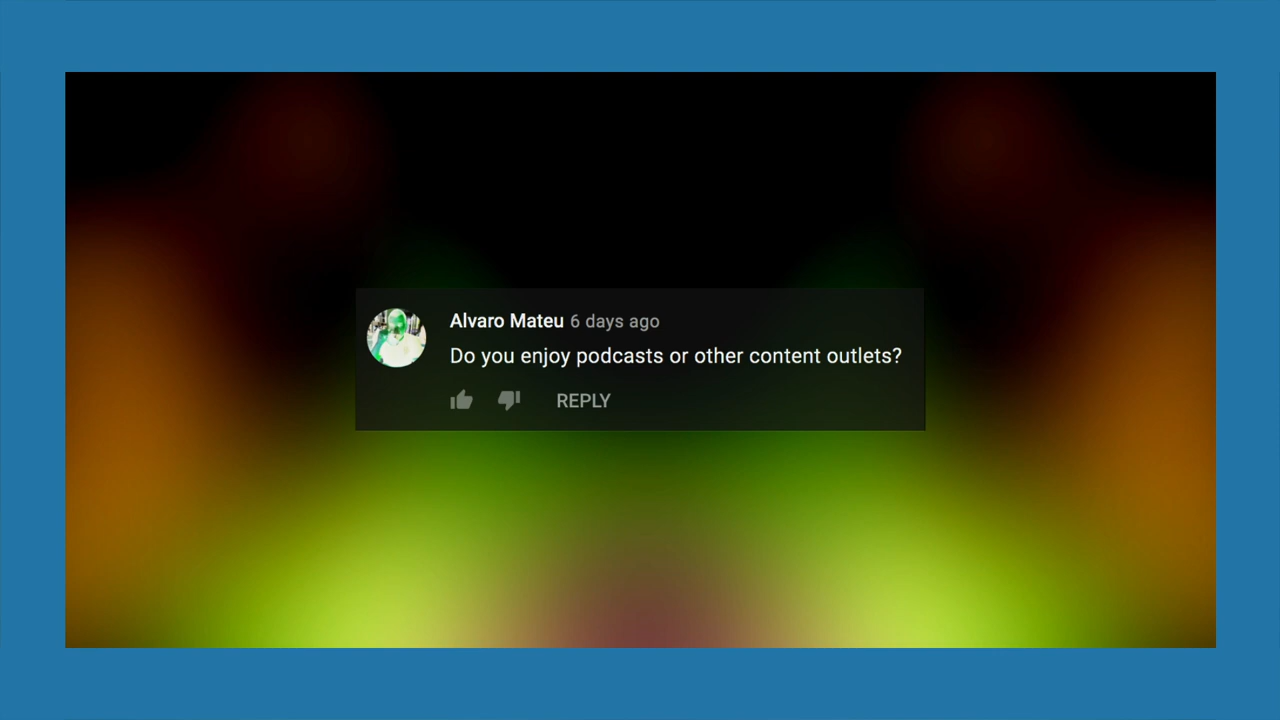 Alvaro Mateu 6 days ago
Do you enjoy podcasts or other content outlets?
REPLY